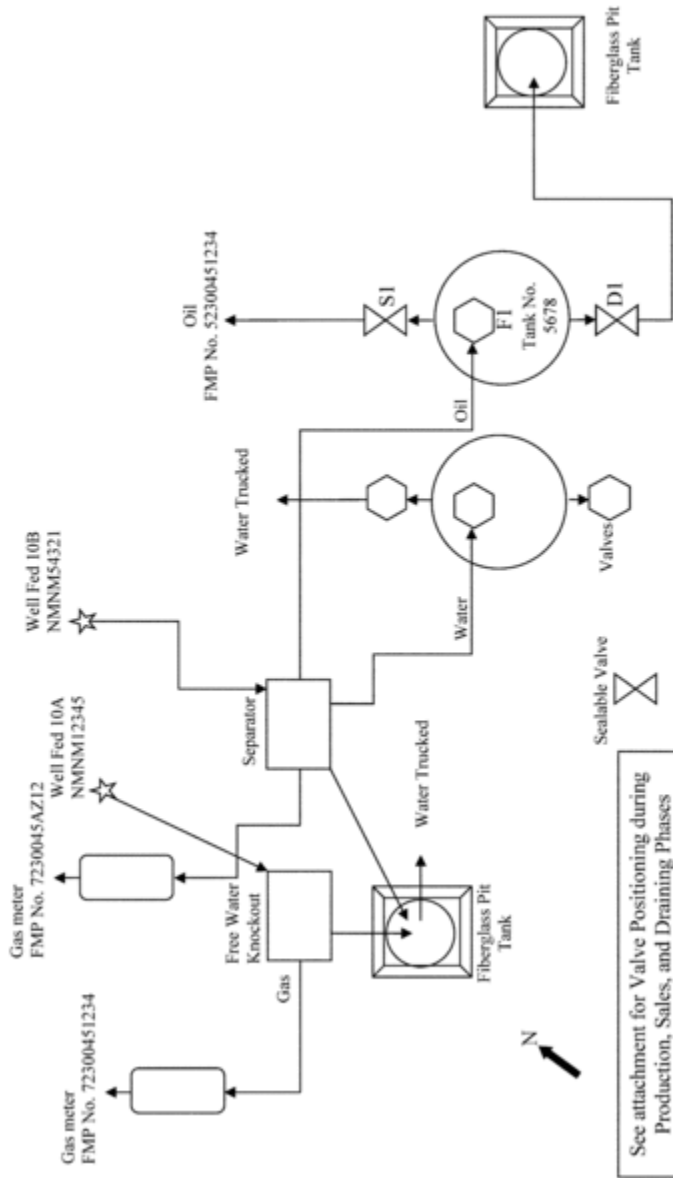 Gas meter
FMP No. 72300451234
Gas meter
FMP No. 7230045AZ12
Well Fed 10A
NMNM12345
Well Fed 10B
NMNM54321
Oil
FMP No. 52300451234
Water Trucked
Gas
Free Water
Knockout
Separator
Oil
S1
F1
Tank No.
5678
D1
Water
Valves
Water Trucked
Fiberglass Pit
Tank
Fiberglass Pit
Tank
N
Sealable Valve
See attachment for Valve Positioning during
Production, Sales, and Draining Phases